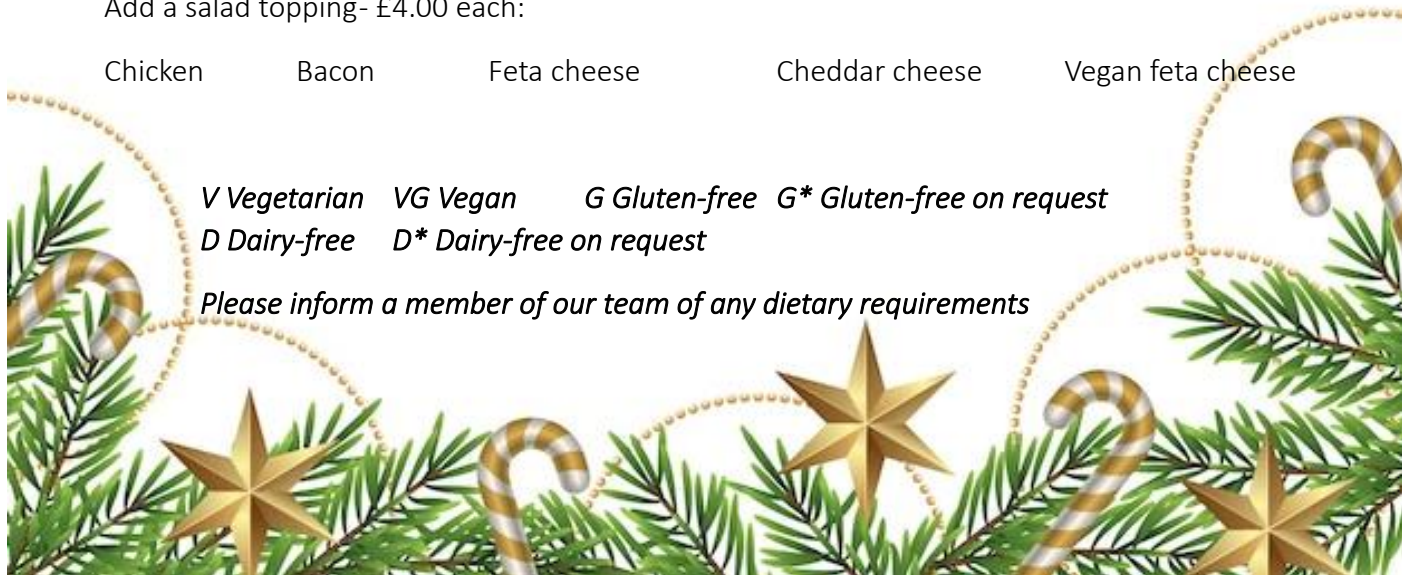 Add a salad topping- £4.00 each:
Chicken Bacon Feta cheese Cheddar cheese Vegan feta cheese
V Vegetarian VG Vegan G Gluten-free G* Gluten-free on request
D Dairy-free D* Dairy-free on request
Please inform a member of our team of any dietary requirements